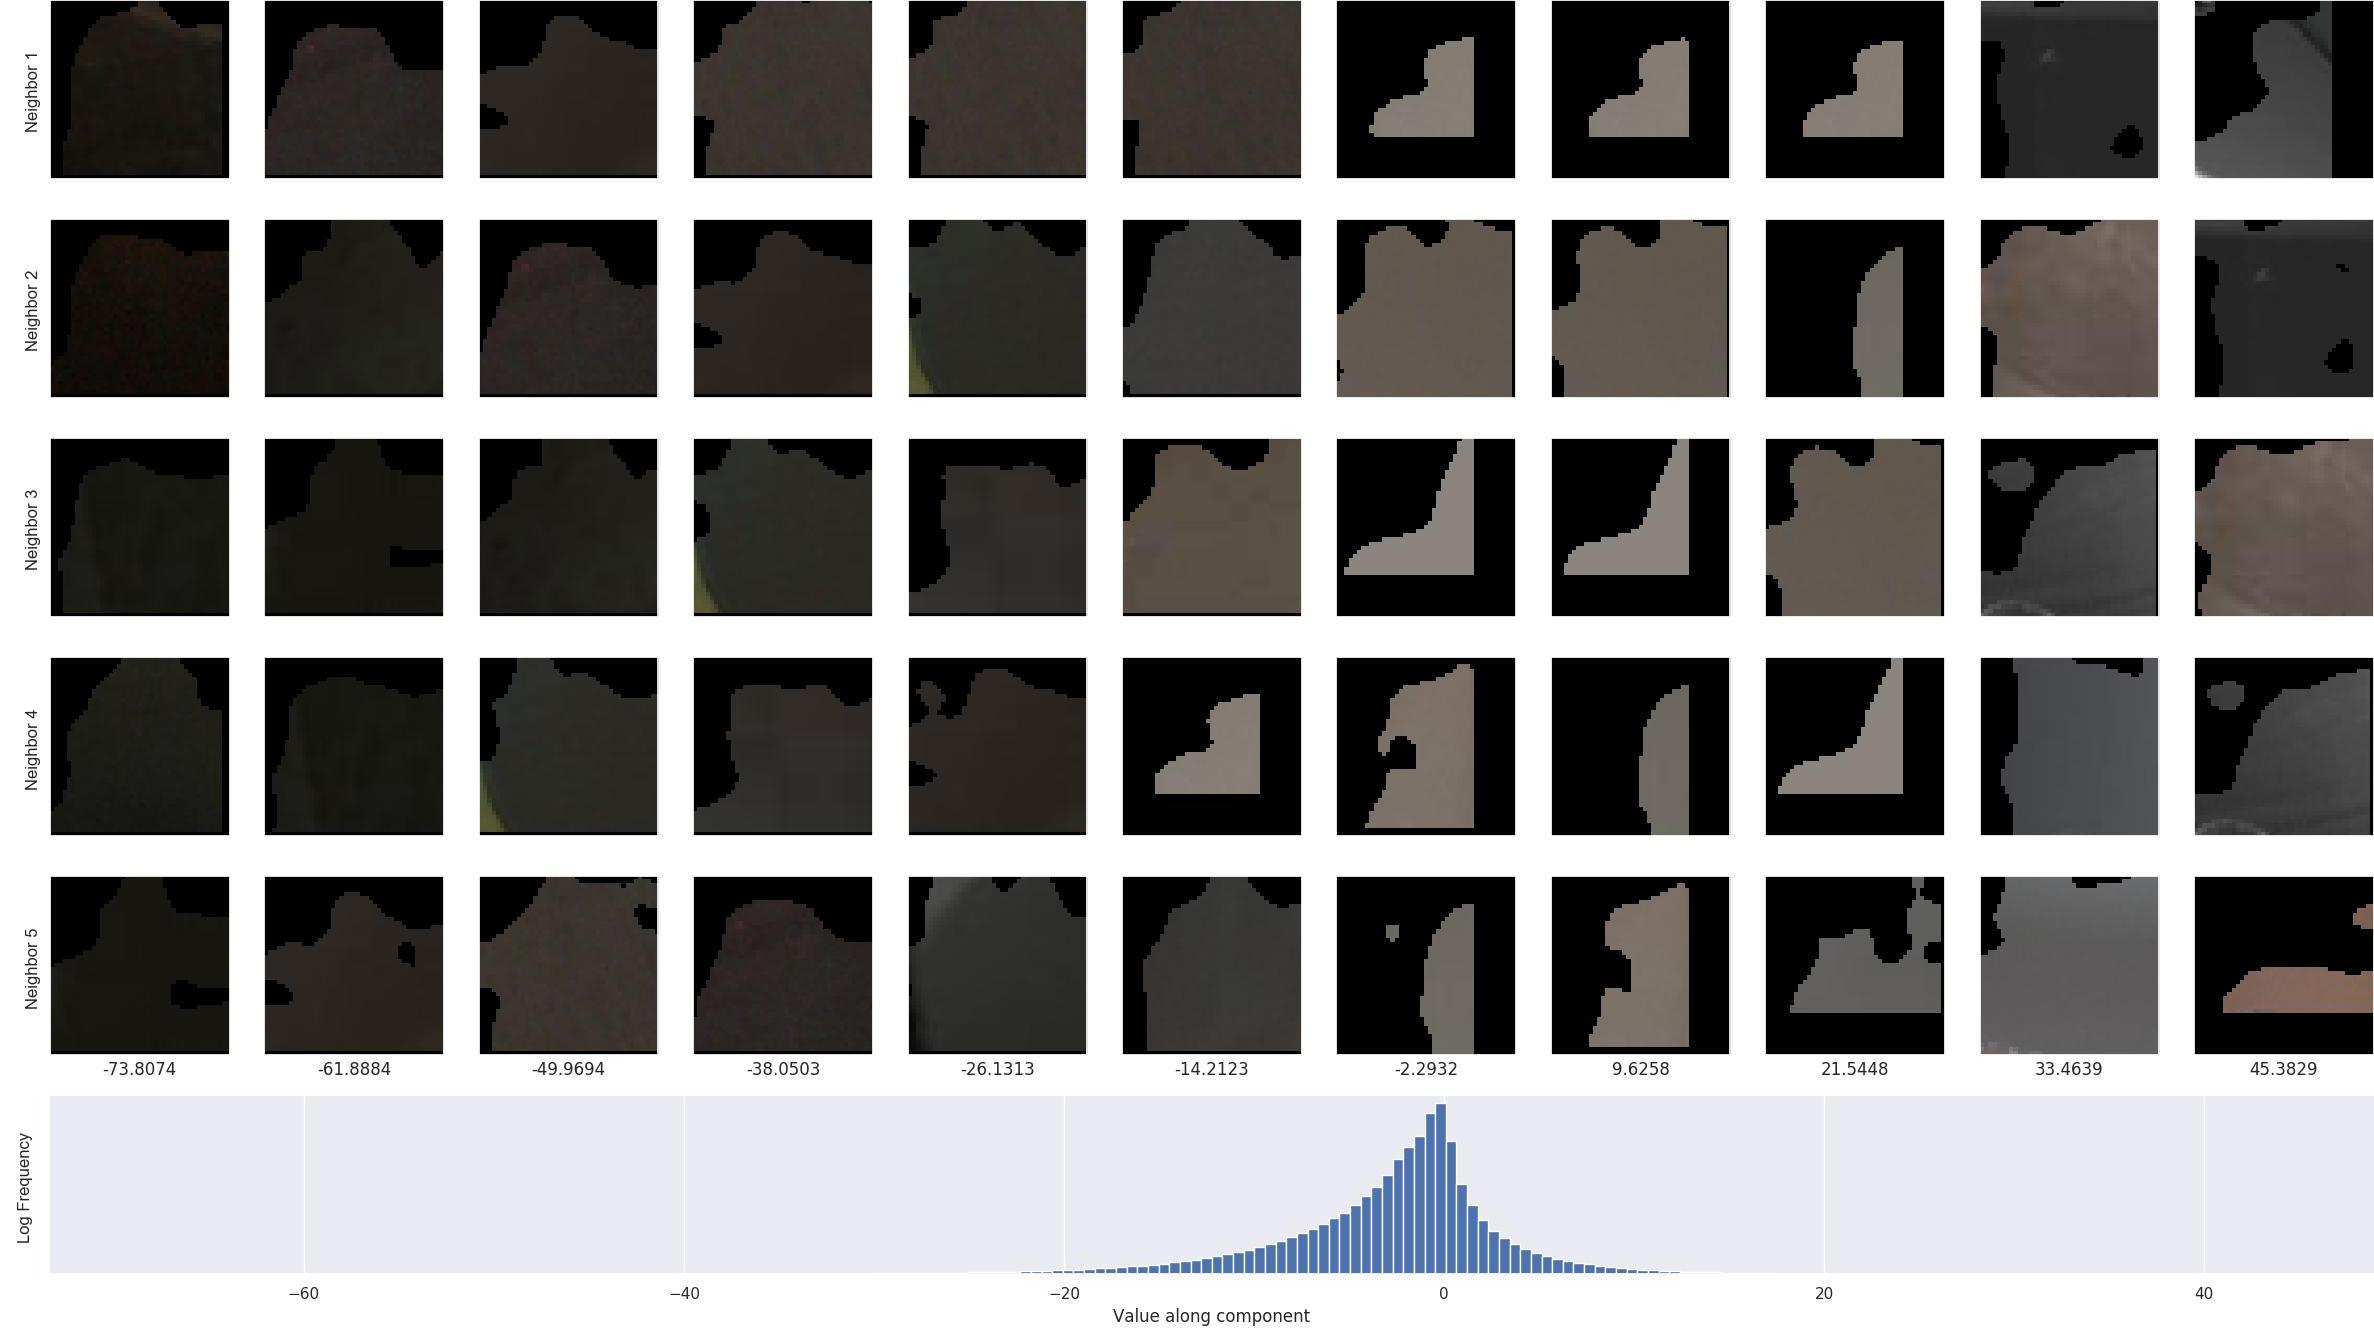 Neighbor 1
Neighbor 2
Neighbor 3
Neighbor 4
Neighbor 5
-73.8074 -61.8884 -49.9694 -38.0503 -26.1313 -14.2123 -2.2932 9.6258 21.5448 33.4639 45.3829
Log Frequency
−60 −40 −20 0 20 40
Value along component